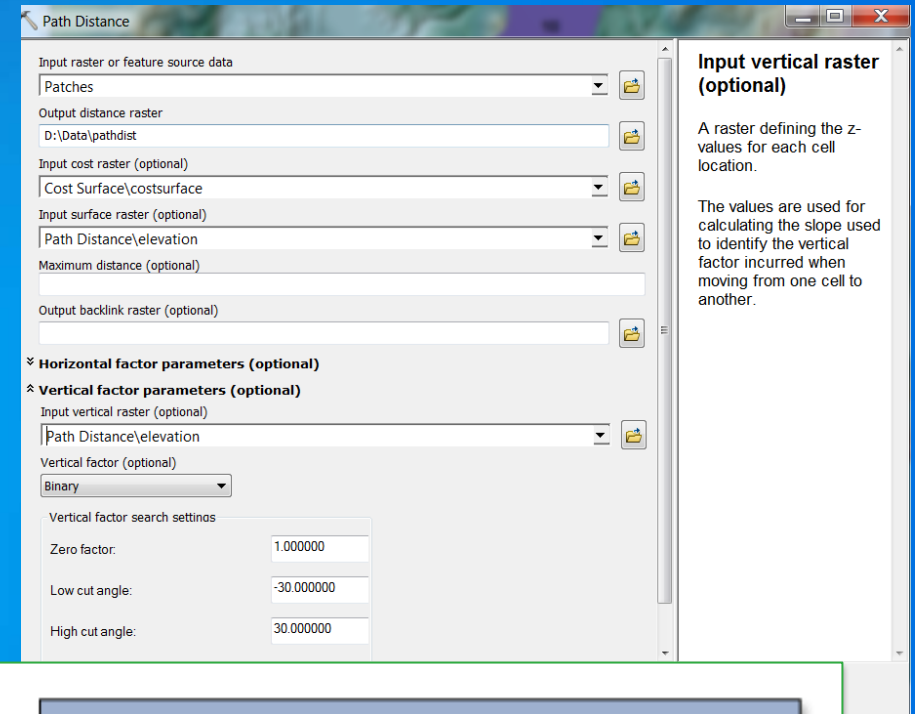 Path Distance
Input raster or feature source data
Patches
Output distance raster
D:\Data\pathdist
Input cost raster (optional)
Cost Surface\costsurface
Input surface raster (optional)
Path Distance\elevation
Maximum distance (optional)
Output backlink raster (optional)
Horizontal factor parameters (optional)
Vertical factor parameters (optional)
Input vertical raster (optional)
Path Distance\elevation
Vertical factor (optional)
Binary
Vertical factor search settings
Zero factor: 1.000000
Low cut angle: -30.000000
High cut angle: 30.000000
Input vertical raster
(optional)
A raster defining the z-
values for each cell
location.
The values are used for
calculating the slope used
to identify the vertical
factor incurred when
moving from one cell to
another.